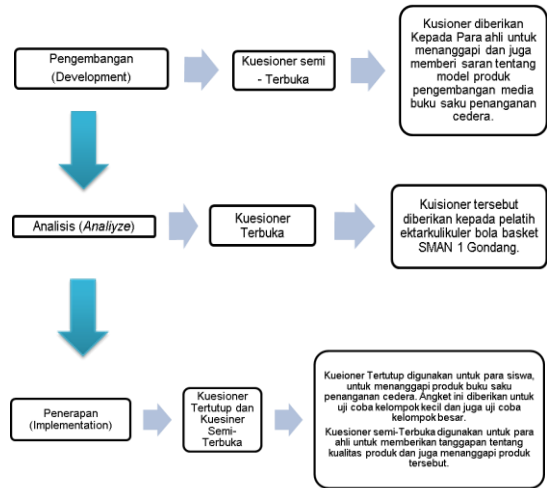 Pengembangan
(Development)
Kuesioner semi
- Terbuka
Kusioner diberikan
Kepada Para ahli untuk
menanggapi dan juga
memberi saran tentang
model produk
pengembangan media
buku saku penanganan
cedera.
Analisis (Analiyze)
Kuesioner
Terbuka
Kuisioner tersebut
diberikan kepada pelatih
ektarkulikuler bola basket
SMAN 1 Gondang.
Penerapan
(Implementation)
Kuesioner
Tertutup dan
Kuesiner
Semi-
Terbuka
Kueioner Tertutup digunakan untuk para siswa,
untuk menanggapi produk buku saku
penanganan cedera. Angket ini diberikan untuk
uji coba kelompok kecil dan juga uji coba
kelompok besar.
Kuesioner semi-Terbuka digunakan untuk para
ahli untuk memberikan tanggapan tentang
kualitas produk dan juga menanggapi produk
tersebut.